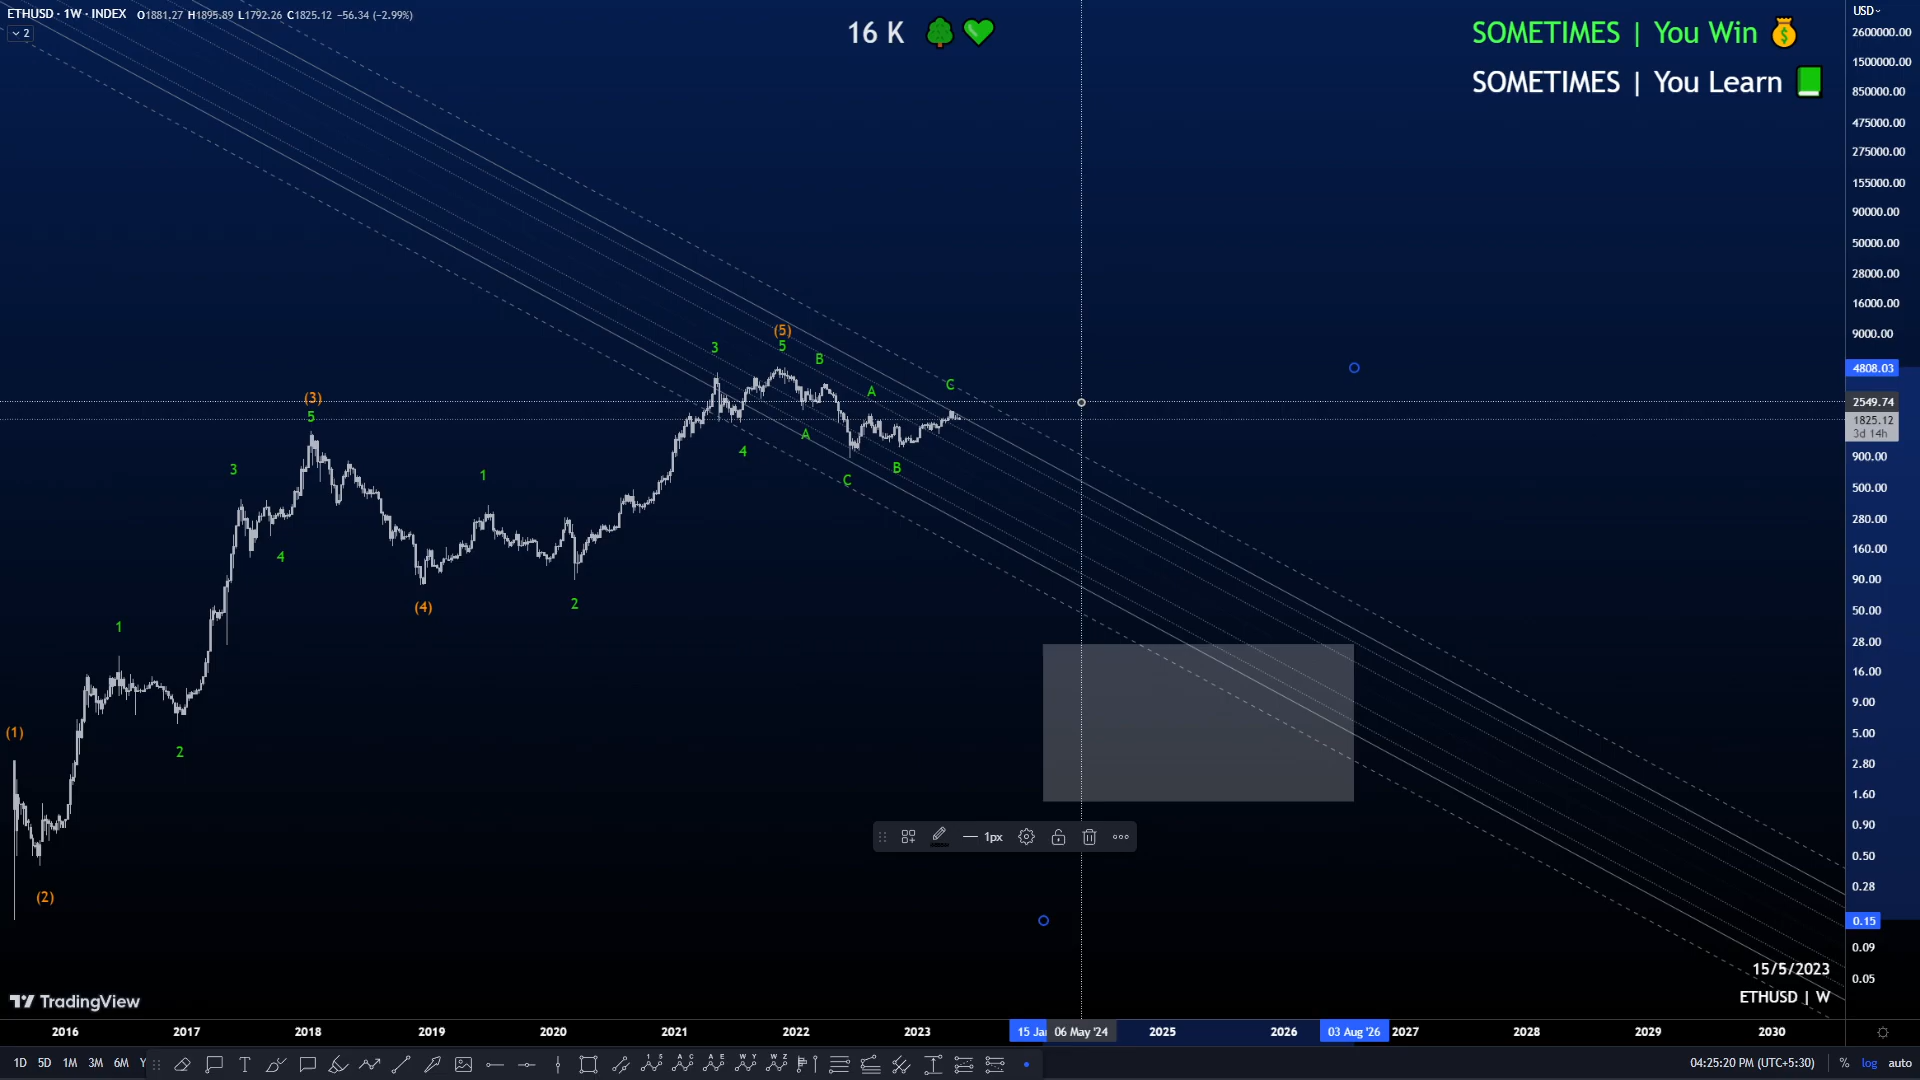 ETHUSD · 1W · INDEX O1881.27 H1895.89 L1792.26 C1825.12 −56.34 (−2.99%)
2
16 K
SOMETIMES | You Win
SOMETIMES | You Learn
USD
2600000.00
1500000.00
850000.00
475000.00
275000.00
155000.00
90000.00
50000.00
28000.00
16000.00
9000.00
4808.03
2549.74
1825.12
3d 14h
900.00
500.00
280.00
160.00
90.00
50.00
28.00
16.00
9.00
5.00
2.80
1.60
0.90
0.50
0.28
0.15
0.09
0.05
(5)
3 5 B
C
A
(3)
5
A
4
3
1
B
C
4
(4)
2
1
(1)
2
(2)
1px
15/5/2023
ETHUSD | W
TradingView
2016 2017 2018 2019 2020 2021 2022 2023 15 Ja 06 May '24 2025 2026 03 Aug '26 2027 2028 2029 2030
1D 5D 1M 3M 6M Y 04:25:20 PM (UTC+5:30) % log auto